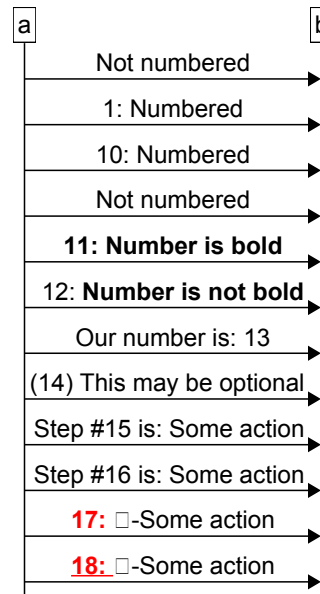 a
b
Not numbered
1: Numbered
10: Numbered
Not numbered
11: Number is bold
12: Number is not bold
Our number is: 13
(14) This may be optional
Step #15 is: Some action
Step #16 is: Some action
17: □-Some action
18: □-Some action